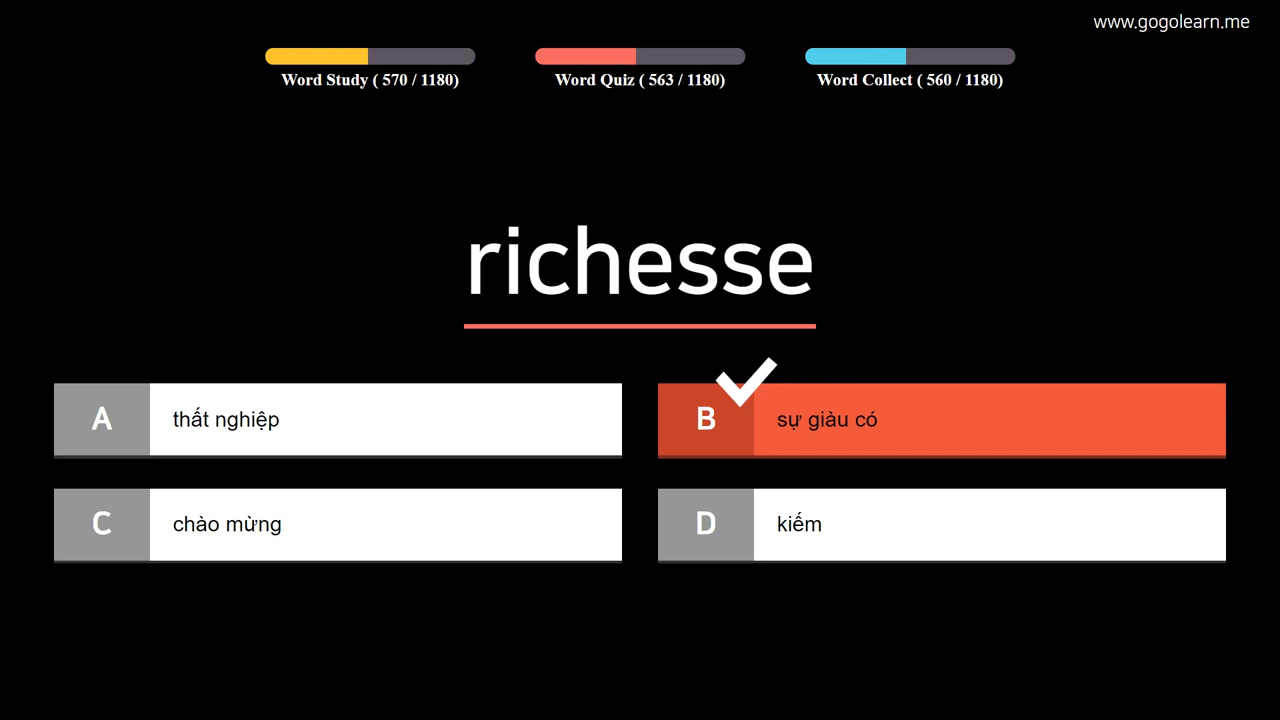 www.gogolearn.me
Word Study ( 570 / 1180)
Word Quiz ( 563 / 1180)
Word Collect ( 560 / 1180)
richesse
A thất nghiệp
B sự giàu có
C chào mừng
D kiếm